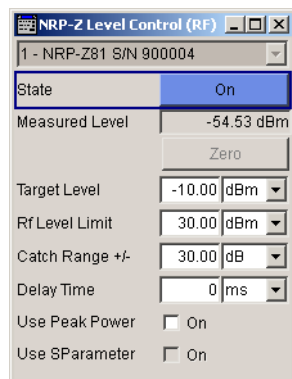 NRP-Z Level Control (RF)
1 - NRP-Z81 S/N 900004
State On
Measured Level -54.53 dBm
Zero
Target Level -10.00 dBm
Rf Level Limit 30.00 dBm
Catch Range +/- 30.00 dB
Delay Time 0 ms
Use Peak Power On
Use SParameter On